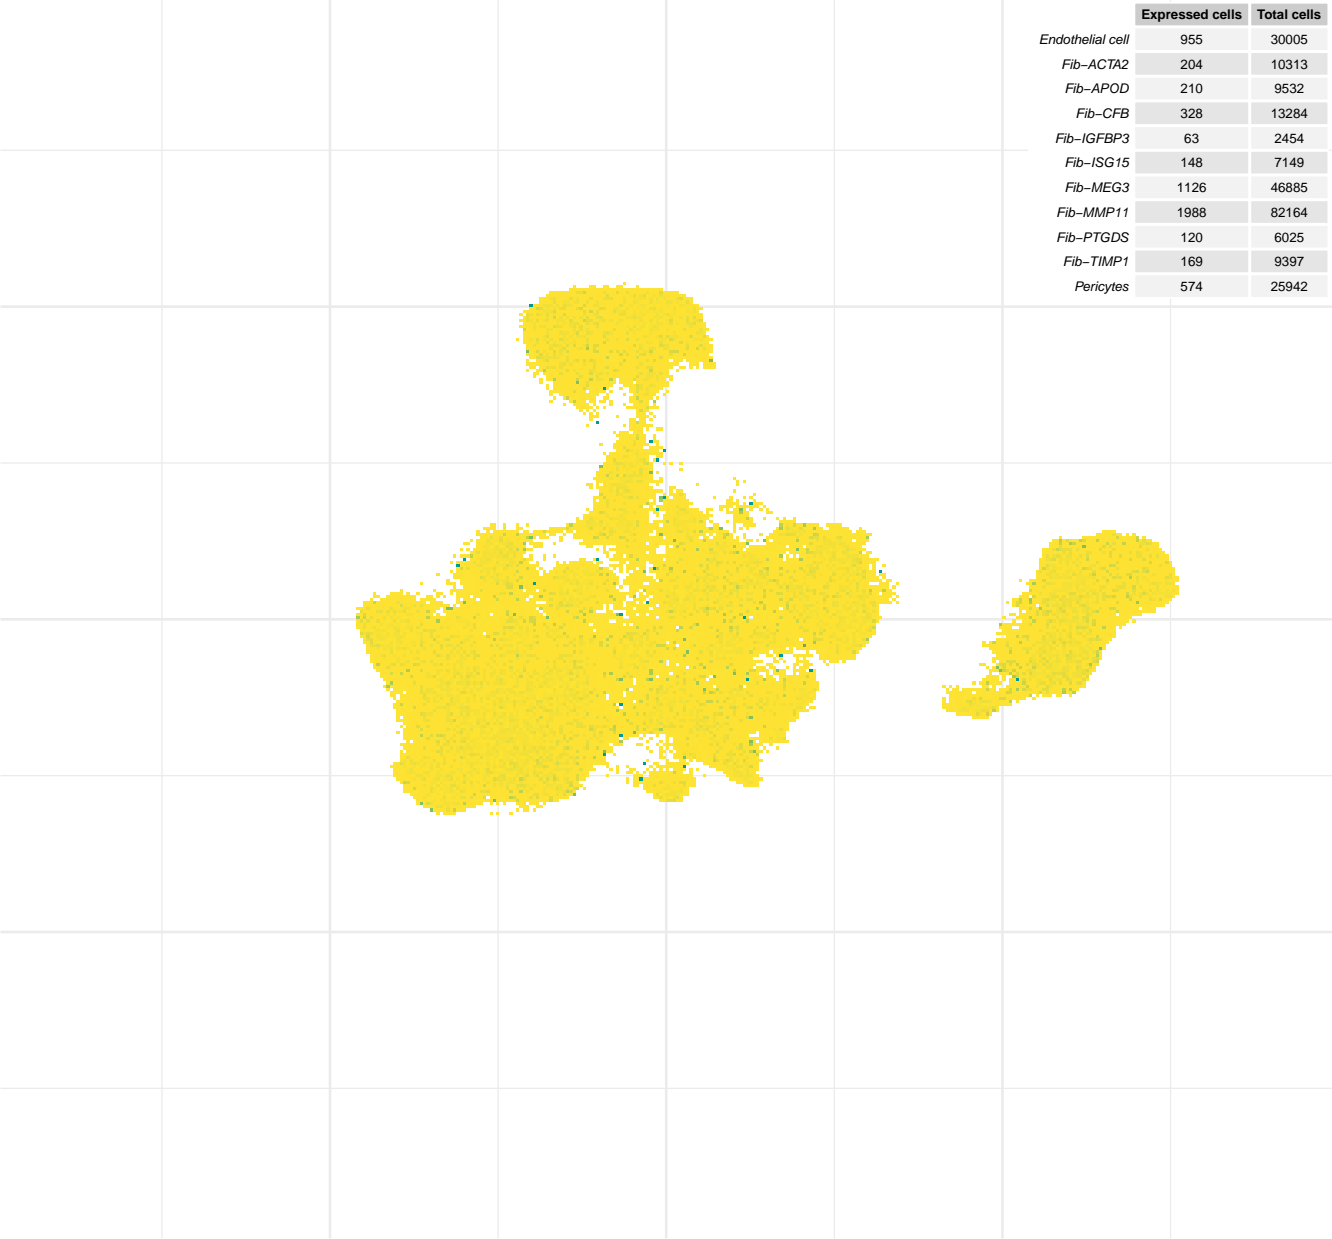 Expressed cells Total cells
Endothelial cell 955 30005
Fib−ACTA2 204 10313
Fib−APOD 210 9532
Fib−CFB 328 13284
Fib−IGFBP3 63 2454
Fib−ISG15 148 7149
Fib−MEG3 1126 46885
Fib−MMP11 1988 82164
Fib−PTGDS 120 6025
Fib−TIMP1 169 9397
Pericytes 574 25942